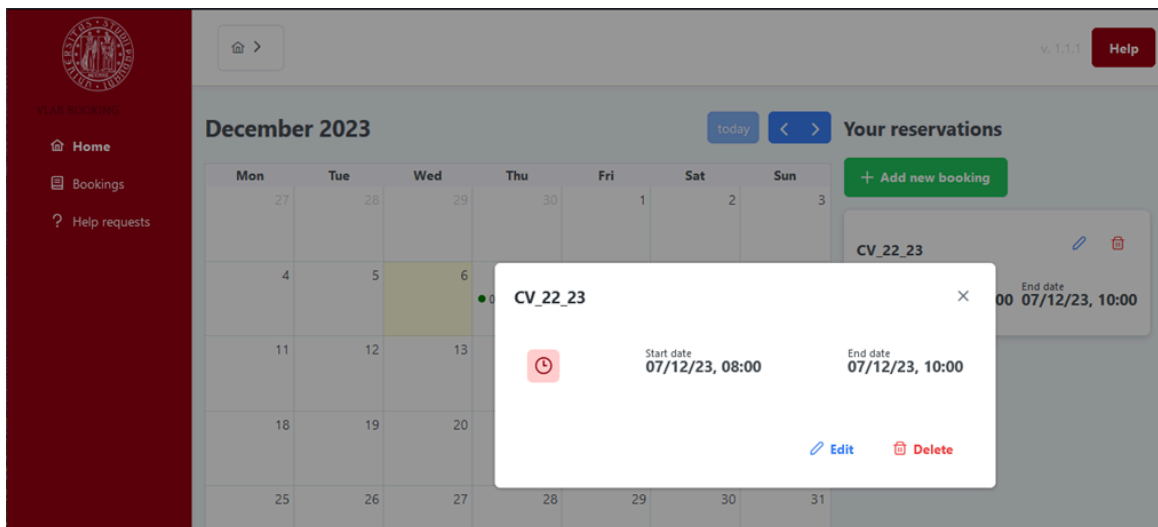 VLAB BOOKING
Home
Bookings
? Help requests
v. 1.1.1
Help
December 2023
today
Mon Tue Wed Thu Fri Sat Sun
27 28 29 30 1 2 3
4 5 6
11 12 13
18 19 20
25 26 27 28 29 30 31
Your reservations
+ Add new booking
CV_22_23
End date
00 07/12/23, 10:00
CV_22_23
Start date
07/12/23, 08:00
End date
07/12/23, 10:00
Edit
Delete